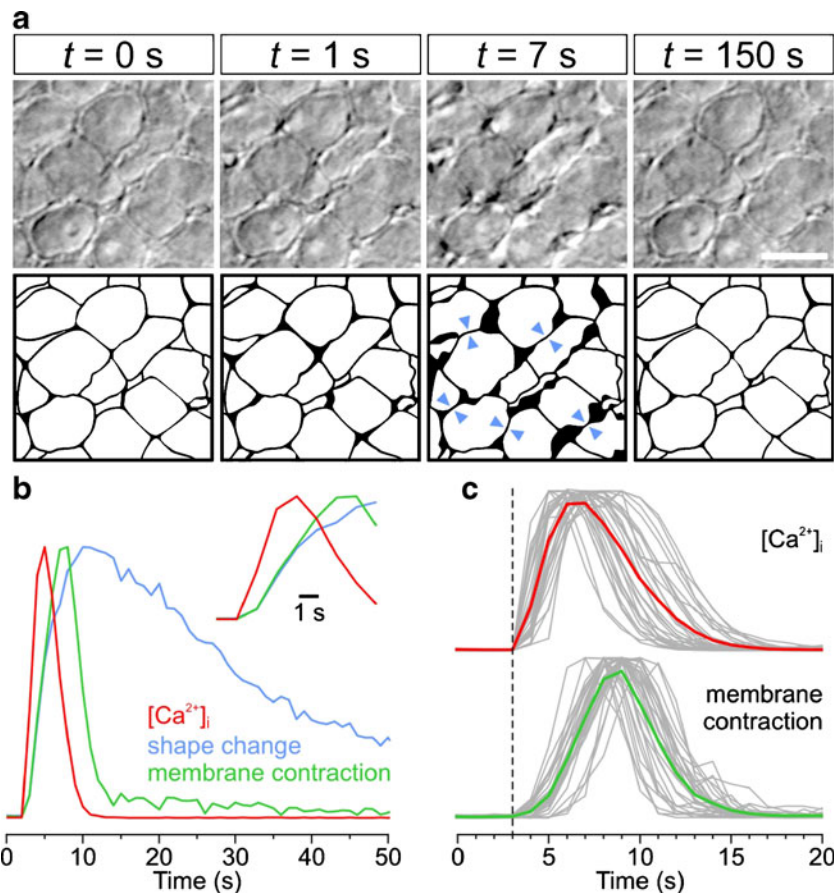 a
t = 0 s
t = 1 s
t = 7 s
t = 150 s
b
1 s
[Ca²⁺]ᵢ
shape change
membrane contraction
0 10 20 30 40 50
Time (s)
c
[Ca²⁺]ᵢ
membrane
contraction
0 5 10 15 20
Time (s)